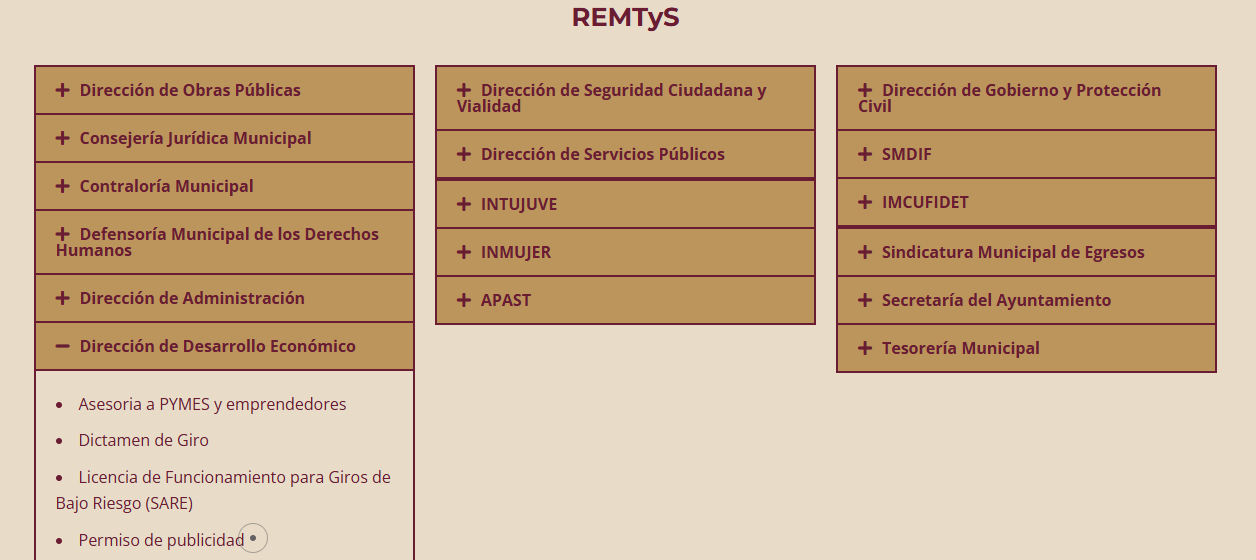 REMTyS
Dirección de Obras Públicas
Consejería Jurídica Municipal
Contraloría Municipal
Defensoría Municipal de los Derechos
Humanos
Dirección de Administración
Dirección de Desarrollo Económico
Asesoria a PYMES y emprendedores
Dictamen de Giro
Licencia de Funcionamiento para Giros de
Bajo Riesgo (SARE)
Permiso de publicidad
Dirección de Seguridad Ciudadana y
Vialidad
Dirección de Servicios Públicos
INTUJUVE
INMUJER
APAST
Dirección de Gobierno y Protección
Civil
SMDIF
IMCUFIDET
Sindicatura Municipal de Egresos
Secretaría del Ayuntamiento
Tesorería Municipal